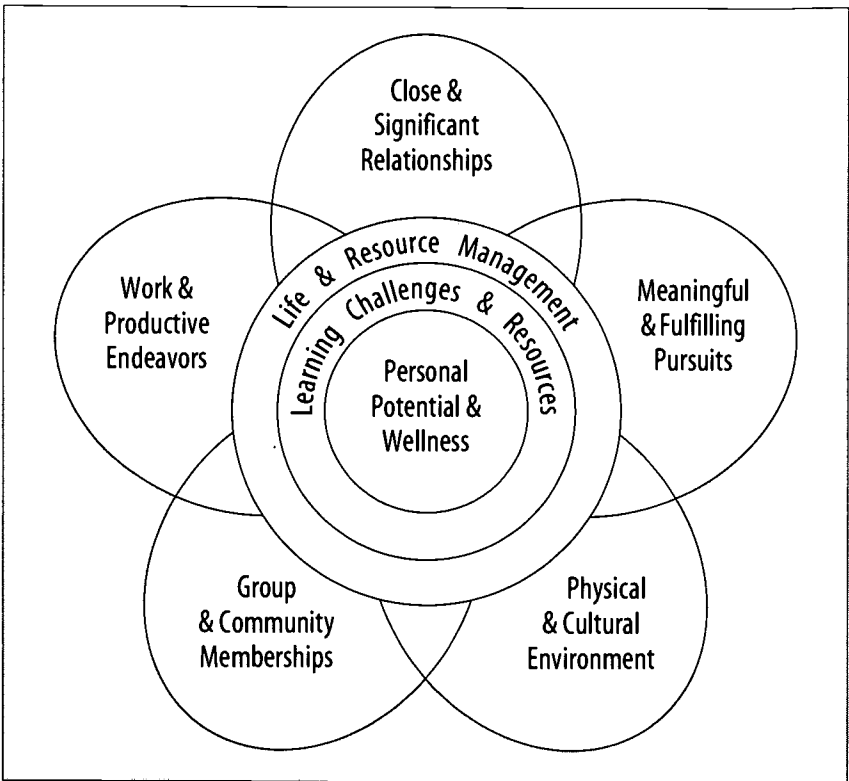 Close &
Significant
Relationships
Work &
Productive
Endeavors
Meaningful
& Fulfilling
Pursuits
Life & Resource Management
Learning Challenges & Resources
Personal
Potential &
Wellness
Group
& Community
Memberships
Physical
& Cultural
Environment